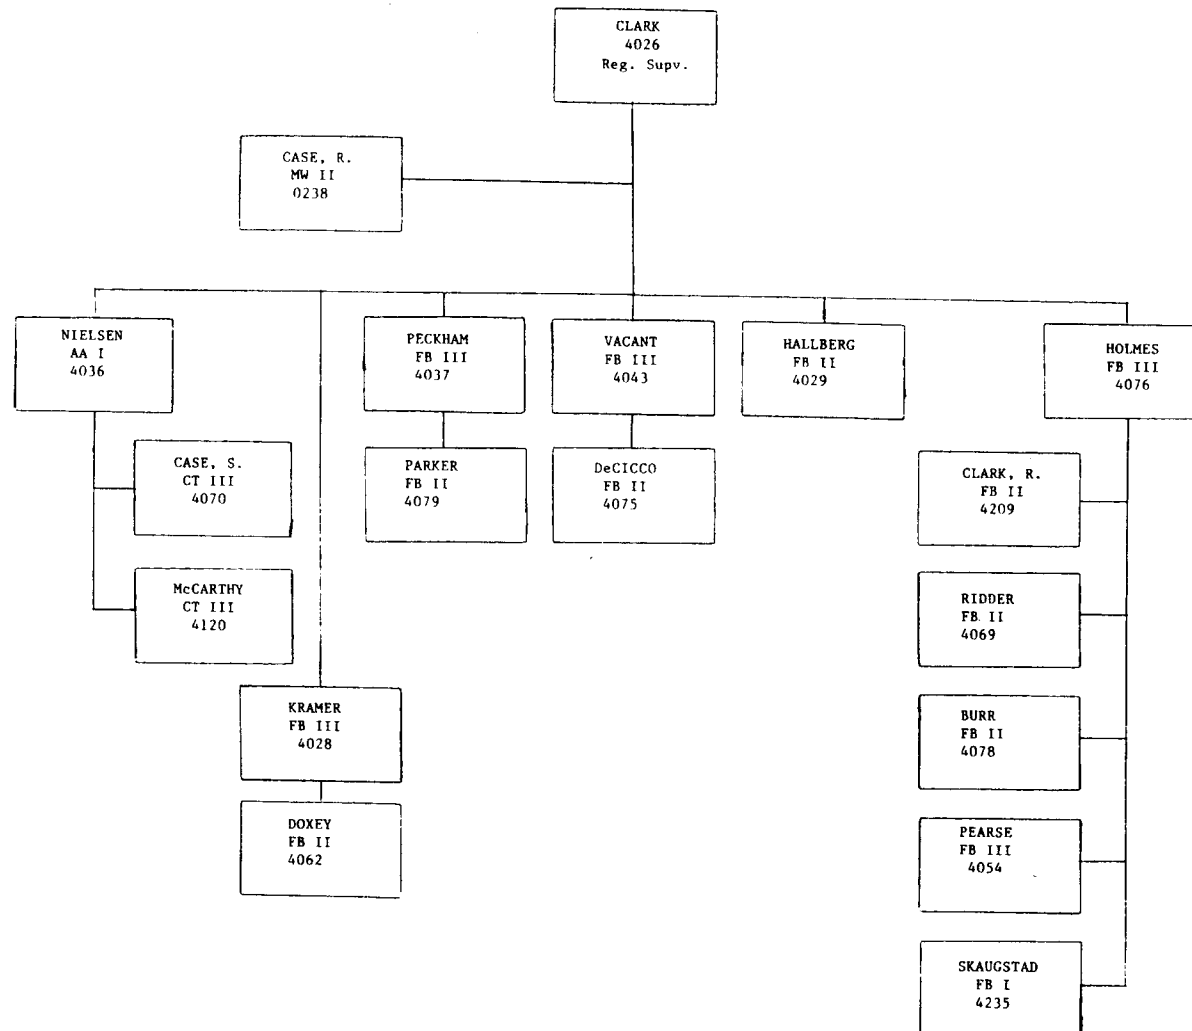 CLARK
4026
Reg. Supv.
CASE, R.
MW II
0238
NIELSEN
AA I
4036
PECKHAM
FB III
4037
VACANT
FB III
4043
HALLBERG
FB II
4029
HOLMES
FB III
4076
CASE, S.
CT III
4070
PARKER
FB II
4079
DeCICCO
FB II
4075
CLARK, R.
FB II
4209
McCARTHY
CT III
4120
RIDDER
FB II
4069
KRAMER
FB III
4028
BURR
FB II
4078
DOXEY
FB II
4062
PEARSE
FB III
4054
SKAUGSTAD
FB I
4235